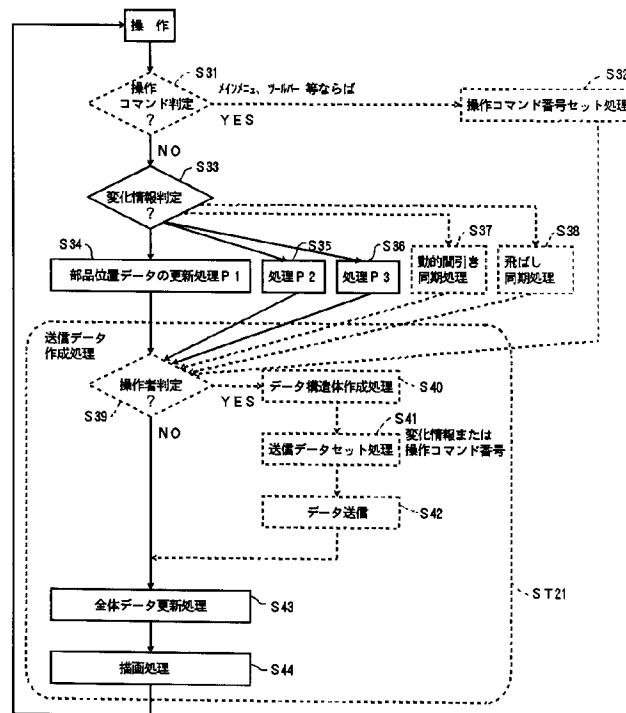 操 作
S31
S32
操作
コマンド判定
?
メインメニュ、ツールバー 等ならば
YES
操作コマンド番号セット処理
NO
S33
変化情報判定
?
S34
S35
S36
S37
S38
部品位置データの更新処理P1
処理P2
処理P3
動的間引き
同期処理
飛ばし
同期処理
送信データ
作成処理
操作者判定
?
S39
YES
データ構造体作成処理
S40
NO
S41
送信データセット処理
変化情報または
操作コマンド番号
データ送信
S42
全体データ更新処理
S43
ST21
描画処理
S44